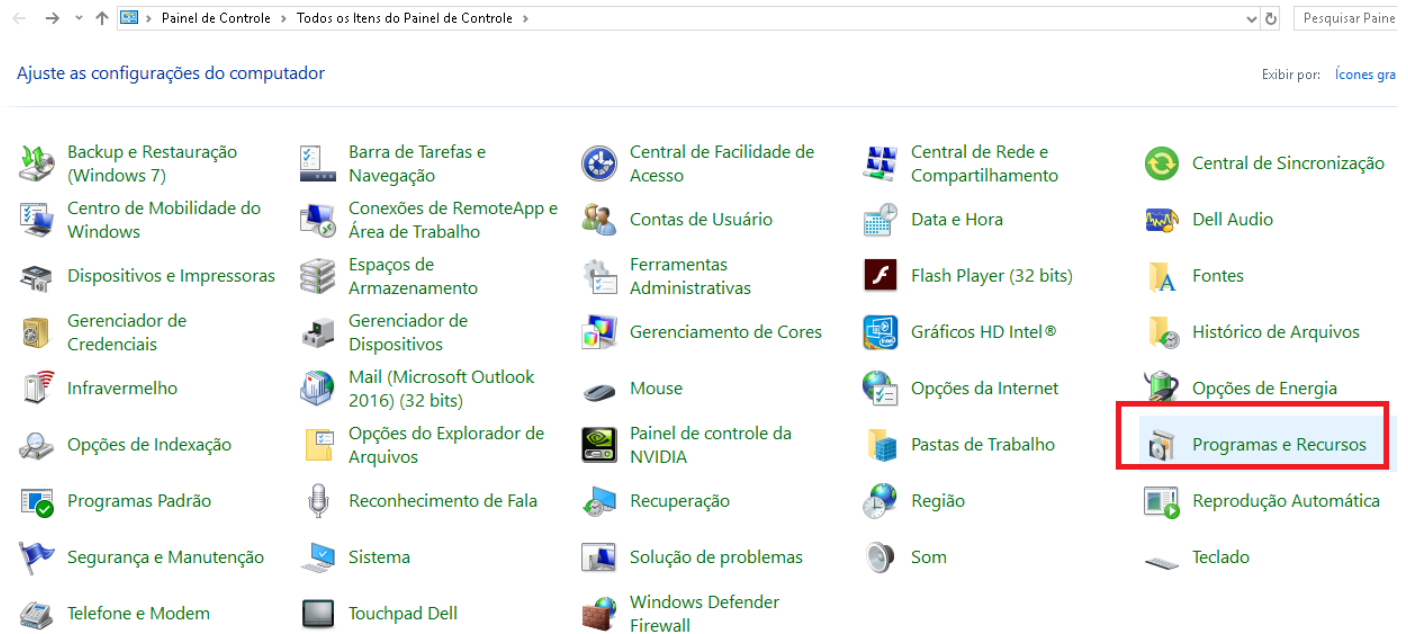 Painel de Controle > Todos os Itens do Painel de Controle >
Pesquisar Paine
Ajuste as configurações do computador
Exibir por: Ícones gra
Backup e Restauração
(Windows 7)
Barra de Tarefas e
Navegação
Central de Facilidade de
Acesso
Central de Rede e
Compartilhamento
Central de Sincronização
Centro de Mobilidade do
Windows
Conexões de RemoteApp e
Área de Trabalho
Contas de Usuário
Data e Hora
Dell Audio
Dispositivos e Impressoras
Espaços de
Armazenamento
Ferramentas
Administrativas
Flash Player (32 bits)
Fontes
Gerenciador de
Credenciais
Gerenciador de
Dispositivos
Gerenciamento de Cores
Gráficos HD Intel®
Histórico de Arquivos
Infravermelho
Mail (Microsoft Outlook
2016) (32 bits)
Mouse
Opções da Internet
Opções de Energia
Opções de Indexação
Opções do Explorador de
Arquivos
Painel de controle da
NVIDIA
Pastas de Trabalho
Programas e Recursos
Programas Padrão
Reconhecimento de Fala
Recuperação
Região
Reprodução Automática
Segurança e Manutenção
Sistema
Solução de problemas
Som
Teclado
Telefone e Modem
Touchpad Dell
Windows Defender
Firewall